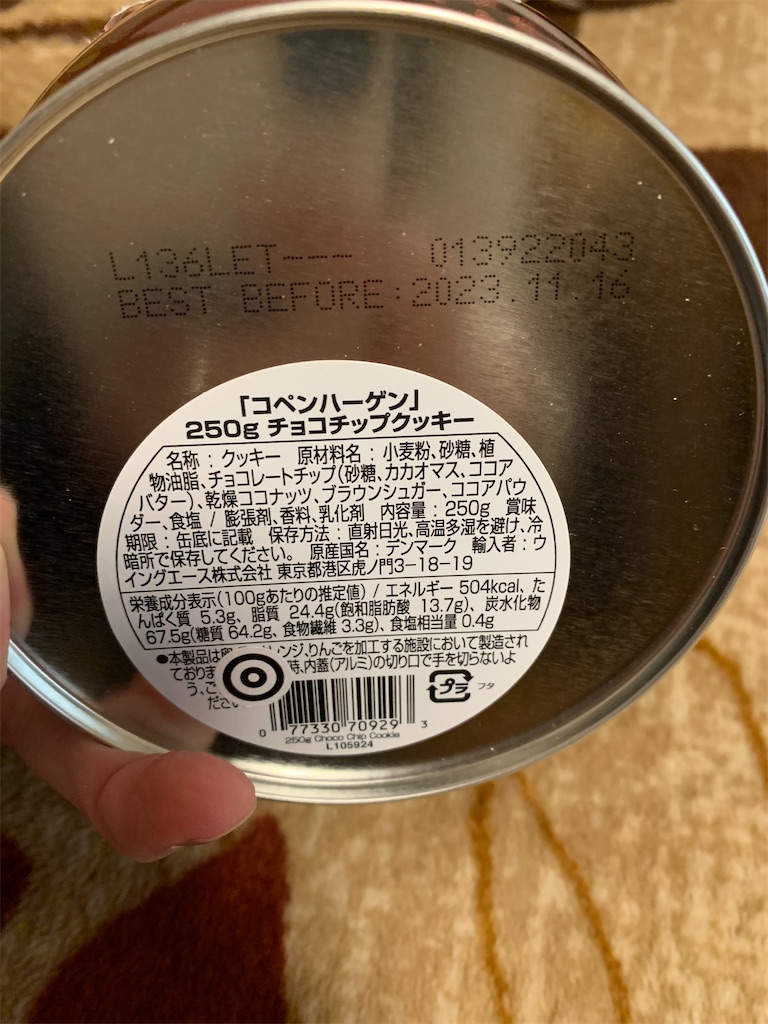 L136LET--- 013922043
BEST BEFORE:2023.11.16
「コペンハーゲン」
250g チョコチップクッキー
名称：クッキー 原材料名：小麦粉、砂糖、植
物油脂、チョコレートチップ(砂糖、カカオマス、ココア
バター)、乾燥ココナッツ、ブラウンシュガー、ココアパウ
ダー、食塩 / 膨張剤、香料、乳化剤 内容量：250g 賞味
期限：缶底に記載 保存方法：直射日光、高温多湿を避け、冷
暗所で保存してください。 原産国名：デンマーク 輸入者：ウ
イングエース株式会社 東京都港区虎ノ門3-18-19
栄養成分表示(100gあたりの推定値) / エネルギー 504kcal、た
んぱく質 5.3g、脂質 24.4g(飽和脂肪酸 13.7g)、炭水化物
67.5g(糖質 64.2g、食物繊維 3.3g)、食塩相当量 0.4g
●本製品は レンジ、りんごを加工する施設において製造され
ておりま 時、内蓋(アルミ)の切り口で手を切らないよ
う、ご
ださい
プラ フタ
0 77330 70929 3
250g Choco Chip Cookie
L105924